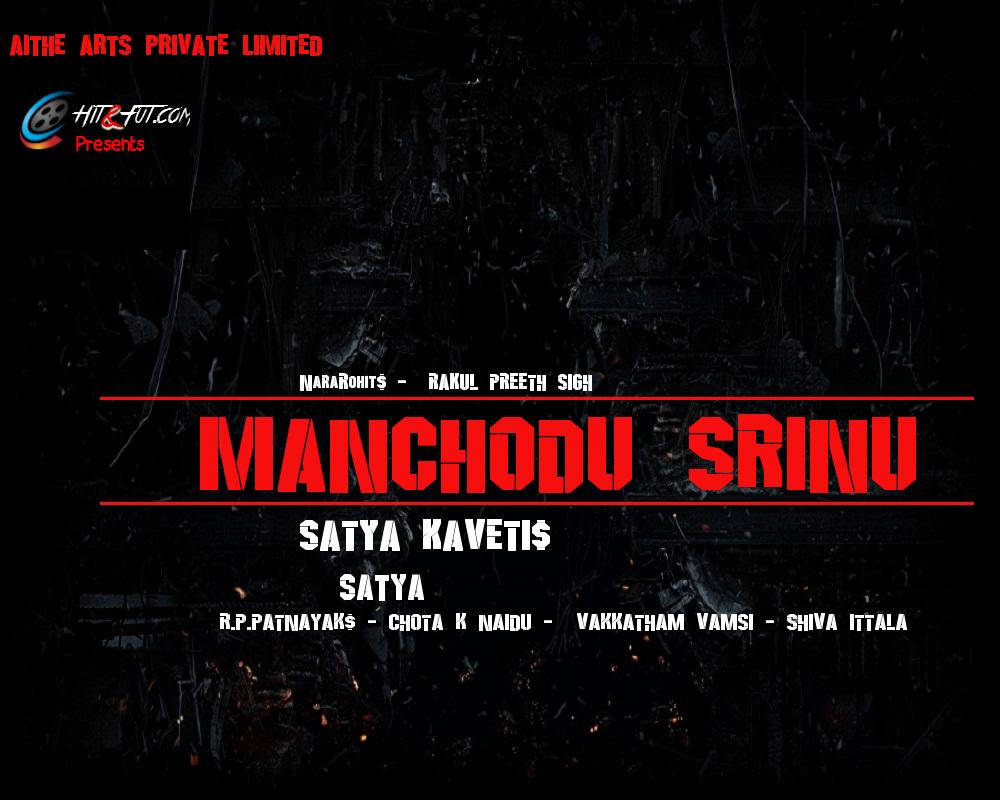 AITHE ARTS PRIVATE LIMITED
HIT&FUT.COM
Presents
NaraRohit$ - RAKUL PREETH SIGH
MANCHODU SRINU
SATYA KAVETI$
SATYA
R.P.PATNAYAK$ - CHOTA K NAIDU - VAKKATHAM VAMSI - SHIVA ITTALA